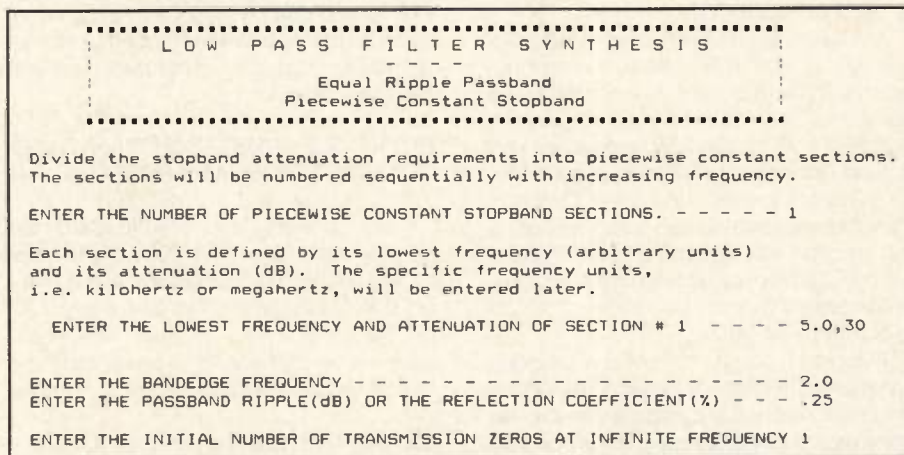 L O W P A S S F I L T E R S Y N T H E S I S
- - - -
Equal Ripple Passband
Piecewise Constant Stopband
Divide the stopband attenuation requirements into piecewise constant sections.
The sections will be numbered sequentially with increasing frequency.
ENTER THE NUMBER OF PIECEWISE CONSTANT STOPBAND SECTIONS. - - - - - 1
Each section is defined by its lowest frequency (arbitrary units)
and its attenuation (dB). The specific frequency units,
i.e. kilohertz or megahertz, will be entered later.
ENTER THE LOWEST FREQUENCY AND ATTENUATION OF SECTION # 1 - - - - 5.0,30
ENTER THE BANDEDGE FREQUENCY - - - - - - - - - - - - - - - - - - - 2.0
ENTER THE PASSBAND RIPPLE(dB) OR THE REFLECTION COEFFICIENT(%) - - - .25
ENTER THE INITIAL NUMBER OF TRANSMISSION ZEROS AT INFINITE FREQUENCY 1